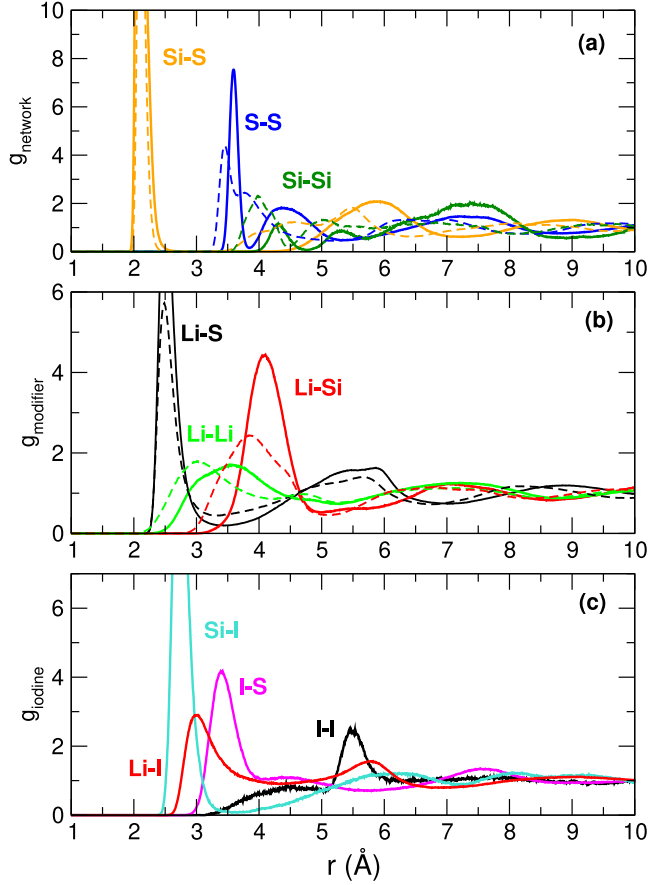 10
8
6
4
2
0
g_network
(a)
Si-S
S-S
Si-Si
1 2 3 4 5 6 7 8 9 10
6
4
2
0
g_modifier
(b)
Li-S
Li-Si
Li-Li
1 2 3 4 5 6 7 8 9 10
6
4
2
0
g_iodine
(c)
Si-I
I-S
I-I
Li-I
1 2 3 4 5 6 7 8 9 10
r (Å)